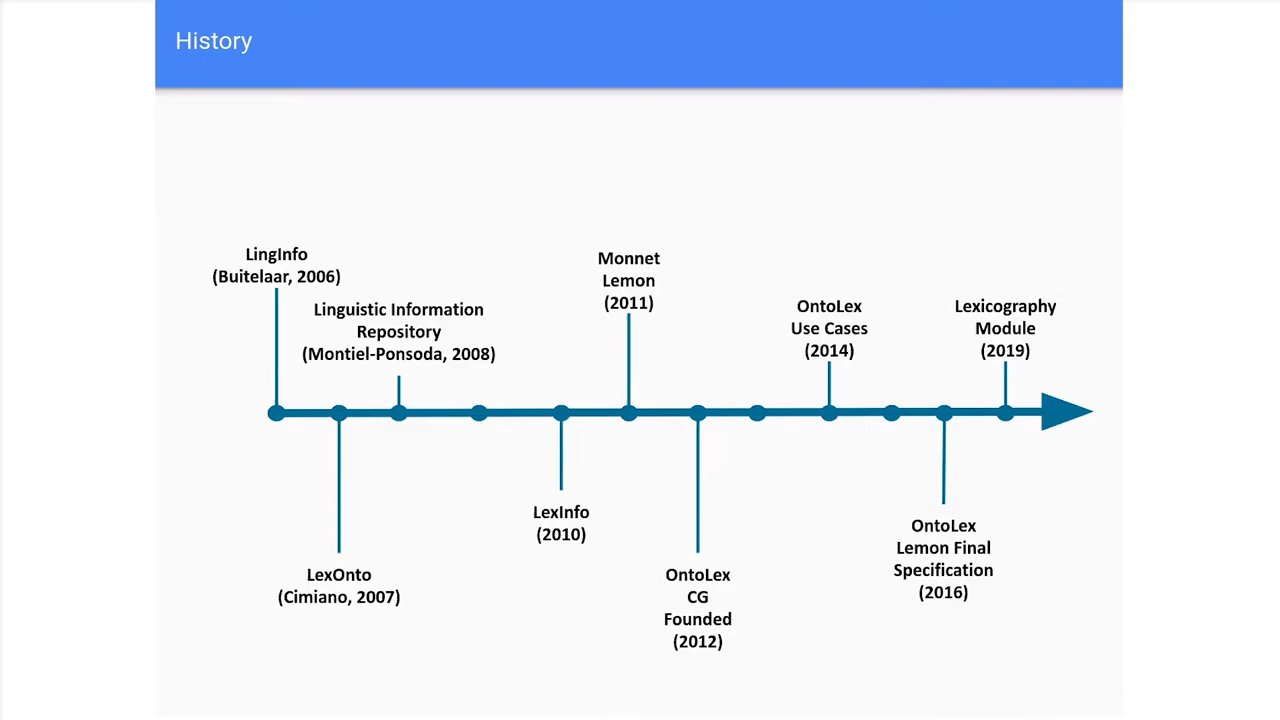 History
LingInfo
(Buitelaar, 2006)
Linguistic Information
Repository
(Montiel-Ponsoda, 2008)
Monnet
Lemon
(2011)
OntoLex
Use Cases
(2014)
Lexicography
Module
(2019)
LexOnto
(Cimiano, 2007)
LexInfo
(2010)
OntoLex
CG
Founded
(2012)
OntoLex
Lemon Final
Specification
(2016)